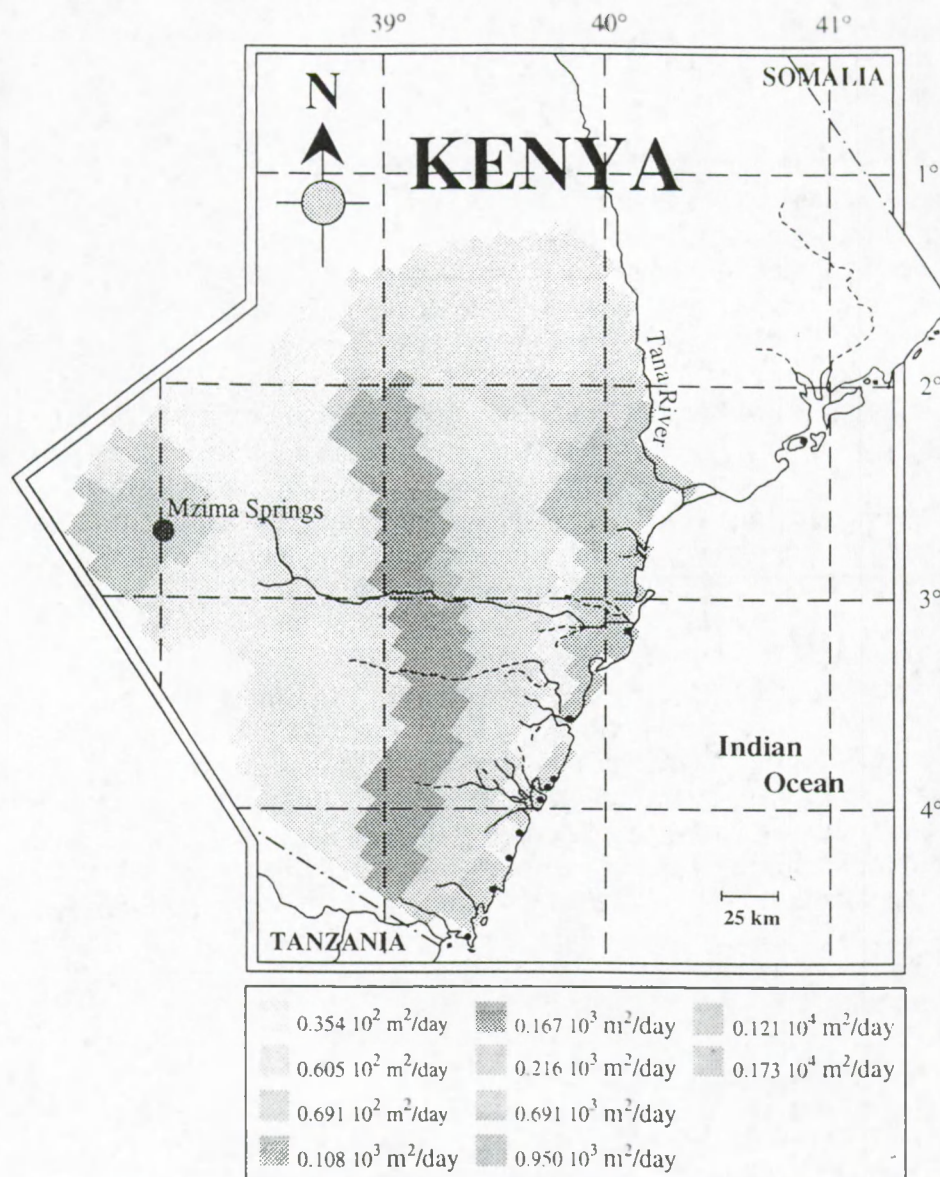 39° 40° 41°
SOMALIA
N
KENYA
1°
Tana River
2°
Mzima Springs
3°
Indian
Ocean
4°
25 km
TANZANIA
0.354 10² m²/day 0.167 10³ m²/day 0.121 10⁴ m²/day
0.605 10² m²/day 0.216 10³ m²/day 0.173 10⁴ m²/day
0.691 10² m²/day 0.691 10³ m²/day
0.108 10³ m²/day 0.950 10³ m²/day